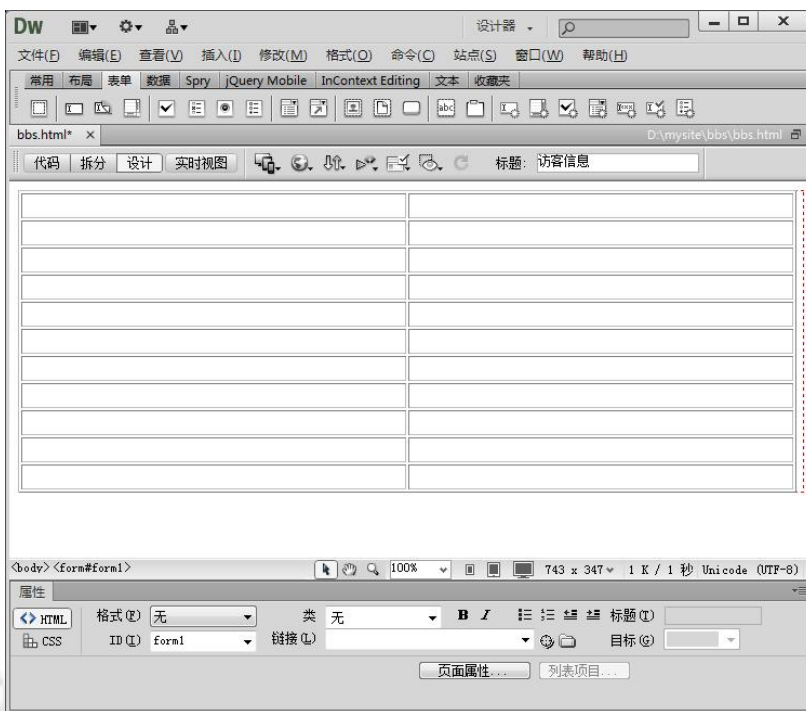 Dw 设计器
文件(F) 编辑(E) 查看(V) 插入(I) 修改(M) 格式(O) 命令(C) 站点(S) 窗口(W) 帮助(H)
常用 布局 表单 数据 Spry jQuery Mobile InContext Editing 文本 收藏夹
abc
bbs.html* × D:\mysite\bbs\bbs.html
代码 拆分 设计 实时视图 标题: 访客信息
<body> <form#form1> 100% 743 x 347 1 K / 1 秒 Unicode (UTF-8)
属性
<> HTML 格式(F) 无 类 无 B I 标题(T)
CSS ID(I) form1 链接(L) 目标(G)
页面属性... 列表项目...